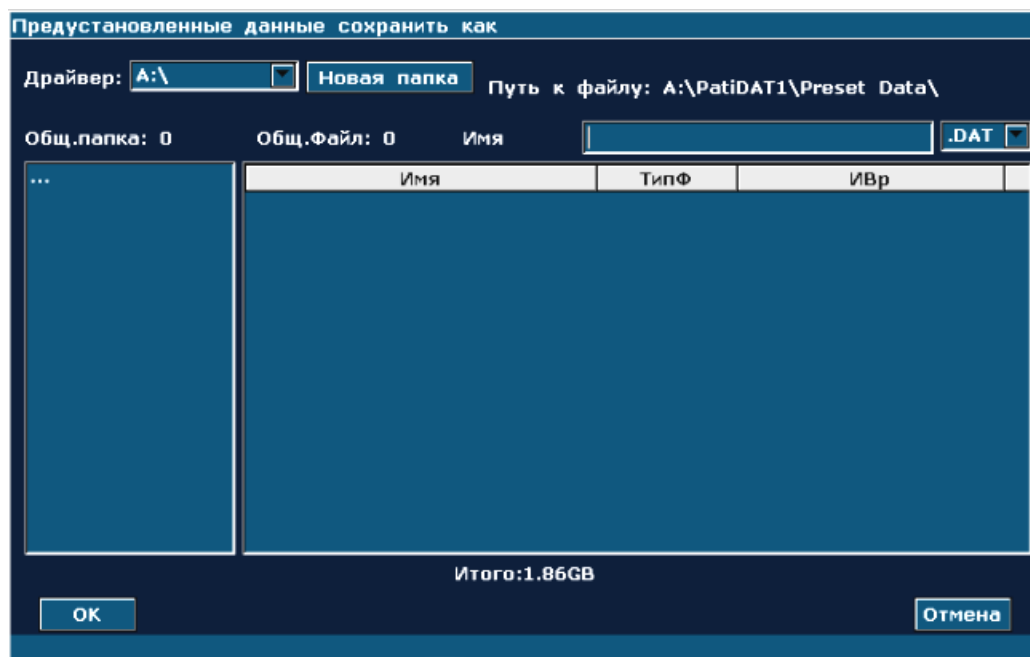 Предустановленные данные сохранить как
Драйвер: A:\ Новая папка Путь к файлу: A:\PatiDAT1\Preset Data\
Общ.папка: 0 Общ.Файл: 0 Имя .DAT
... Имя ТипФ ИВр
Итого:1.86GB
OK Отмена